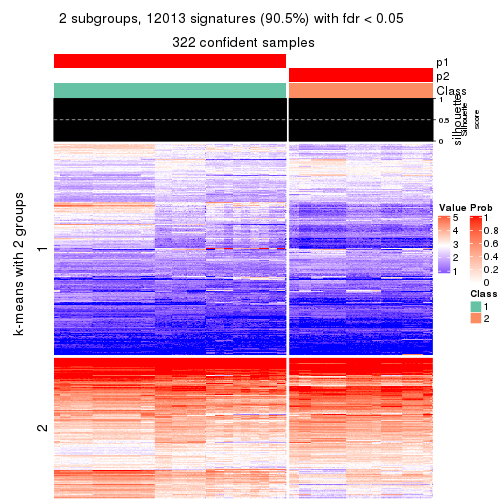 2 subgroups, 12013 signatures (90.5%) with fdr < 0.05
322 confident samples
p1
p2
Class
1
0.5
0
silhouette
Silhouette
score
k-means with 2 groups
1
2
Value
5
4
3
2
1
Prob
1
0.8
0.6
0.4
0.2
0
Class
1
2